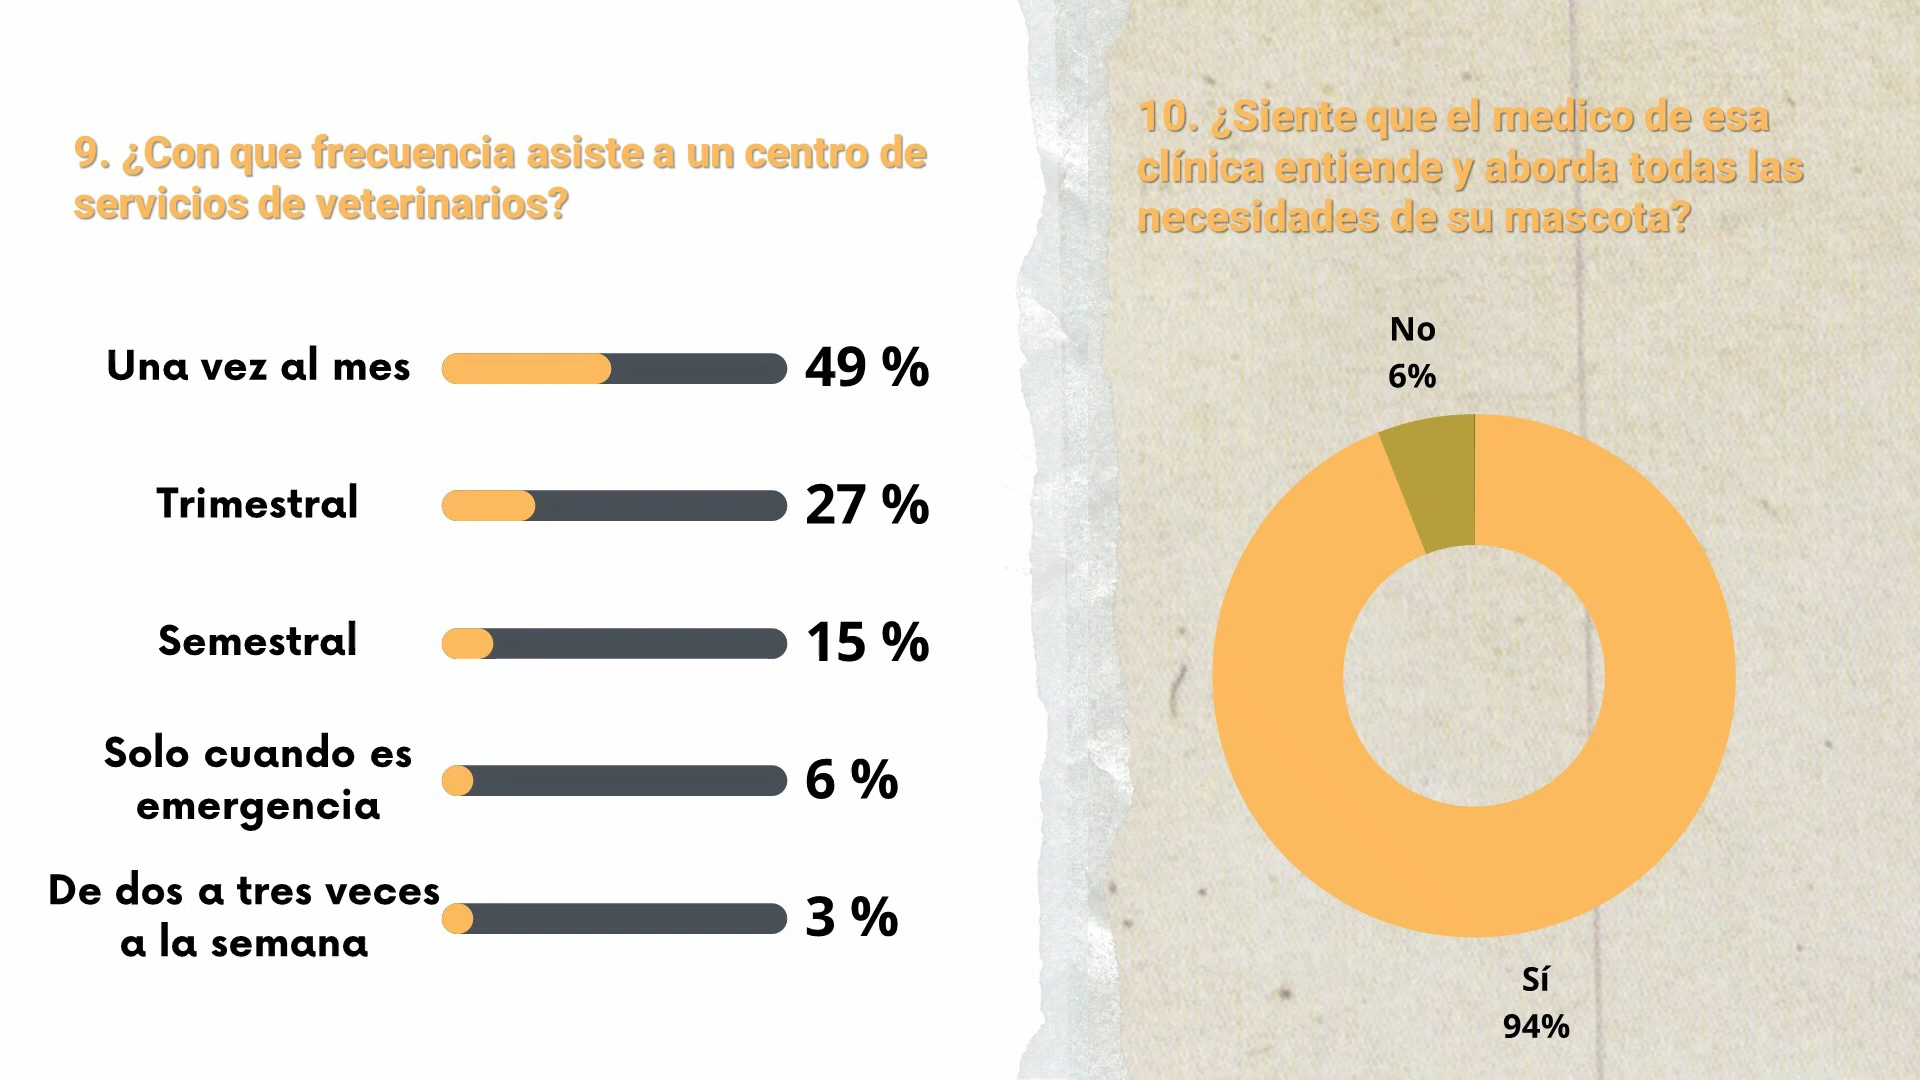 9. ¿Con que frecuencia asiste a un centro de
servicios de veterinarios?
Una vez al mes
49 %
Trimestral
27 %
Semestral
15 %
Solo cuando es
emergencia
6 %
De dos a tres veces
a la semana
3 %
10. ¿Siente que el medico de esa
clínica entiende y aborda todas las
necesidades de su mascota?
No
6%
Sí
94%